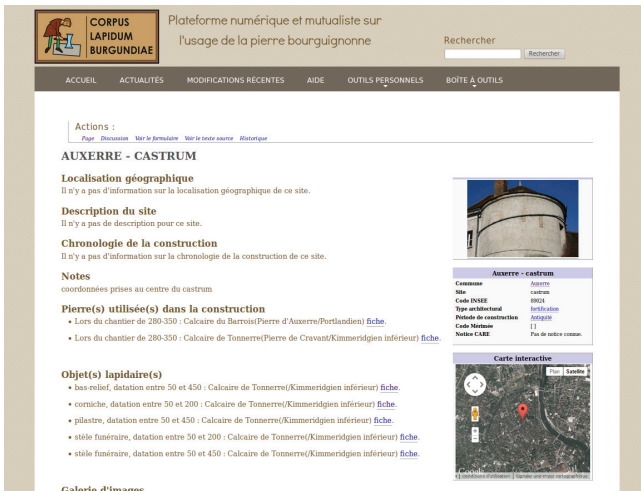 CORPUS
LAPIDUM
BURGUNDIAE
Plateforme numérique et mutualiste sur
l'usage de la pierre bourguignonne
Rechercher
Rechercher
ACCUEIL ACTUALITÉS MODIFICATIONS RÉCENTES AIDE OUTILS PERSONNELS BOÎTE À OUTILS
Actions :
Page Discussion Voir le formulaire Voir le texte source Historique
AUXERRE - CASTRUM
Localisation géographique
Il n'y a pas d'information sur la localisation géographique de ce site.
Description du site
Il n'y a pas de description pour ce site.
Chronologie de la construction
Il n'y a pas d'information sur la chronologie de la construction de ce site.
Notes
coordonnées prises au centre du castrum
Pierre(s) utilisée(s) dans la construction
• Lors du chantier de 280-350 : Calcaire du Barrois(Pierre d'Auxerre/Portlandien) fiche.
• Lors du chantier de 280-350 : Calcaire de Tonnerre(Pierre de Cravant/Kimmeridgien inférieur) fiche.
Objet(s) lapidaire(s)
• bas-relief, datation entre 50 et 450 : Calcaire de Tonnerre(/Kimmeridgien inférieur) fiche.
• corniche, datation entre 50 et 200 : Calcaire de Tonnerre(/Kimmeridgien inférieur) fiche.
• pilastre, datation entre 50 et 450 : Calcaire de Tonnerre(/Kimmeridgien inférieur) fiche.
• stèle funéraire, datation entre 50 et 200 : Calcaire de Tonnerre(/Kimmeridgien inférieur) fiche.
• stèle funéraire, datation entre 50 et 450 : Calcaire de Tonnerre(/Kimmeridgien inférieur) fiche.
Galerie d'images
Auxerre - castrum
Commune Auxerre
Site castrum
Code INSEE 89024
Type architectural fortification
Période de construction Antiquité
Code Mérimée [ ]
Notice CARE Pas de notice connue.
Carte interactive
Plan Satellite
Google
Conditions d'utilisation